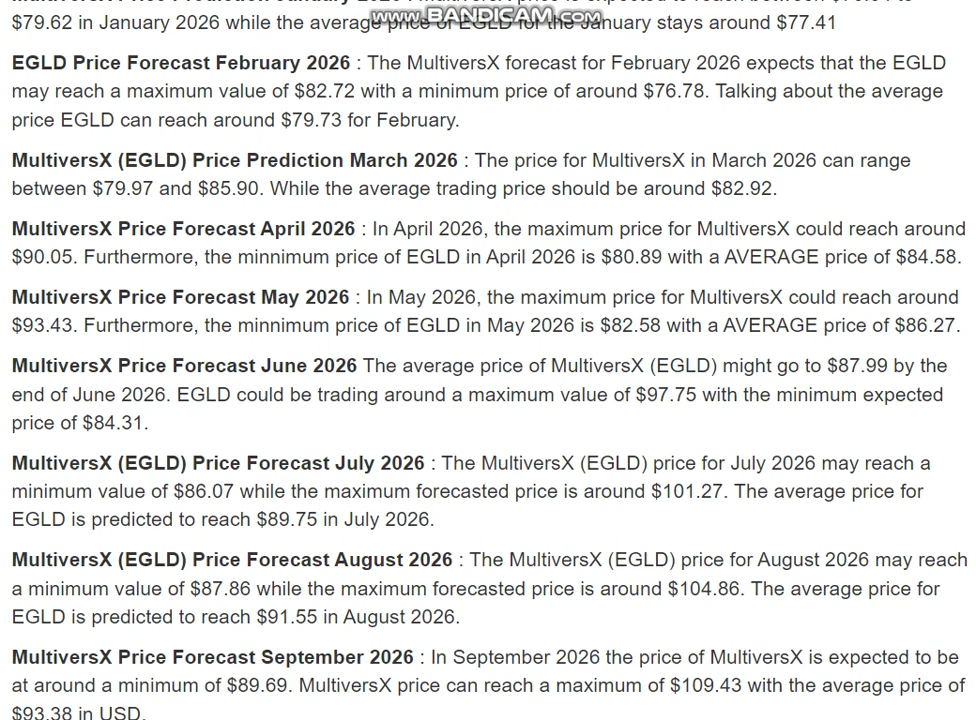 $79.62 in January 2026 while the average price of EGLD for the January stays around $77.41
www.BANDICAM.com
EGLD Price Forecast February 2026 : The MultiversX forecast for February 2026 expects that the EGLD
may reach a maximum value of $82.72 with a minimum price of around $76.78. Talking about the average
price EGLD can reach around $79.73 for February.
MultiversX (EGLD) Price Prediction March 2026 : The price for MultiversX in March 2026 can range
between $79.97 and $85.90. While the average trading price should be around $82.92.
MultiversX Price Forecast April 2026 : In April 2026, the maximum price for MultiversX could reach around
$90.05. Furthermore, the minnimum price of EGLD in April 2026 is $80.89 with a AVERAGE price of $84.58.
MultiversX Price Forecast May 2026 : In May 2026, the maximum price for MultiversX could reach around
$93.43. Furthermore, the minnimum price of EGLD in May 2026 is $82.58 with a AVERAGE price of $86.27.
MultiversX Price Forecast June 2026 The average price of MultiversX (EGLD) might go to $87.99 by the
end of June 2026. EGLD could be trading around a maximum value of $97.75 with the minimum expected
price of $84.31.
MultiversX (EGLD) Price Forecast July 2026 : The MultiversX (EGLD) price for July 2026 may reach a
minimum value of $86.07 while the maximum forecasted price is around $101.27. The average price for
EGLD is predicted to reach $89.75 in July 2026.
MultiversX (EGLD) Price Forecast August 2026 : The MultiversX (EGLD) price for August 2026 may reach
a minimum value of $87.86 while the maximum forecasted price is around $104.86. The average price for
EGLD is predicted to reach $91.55 in August 2026.
MultiversX Price Forecast September 2026 : In September 2026 the price of MultiversX is expected to be
at around a minimum of $89.69. MultiversX price can reach a maximum of $109.43 with the average price of
$93.38 in USD.